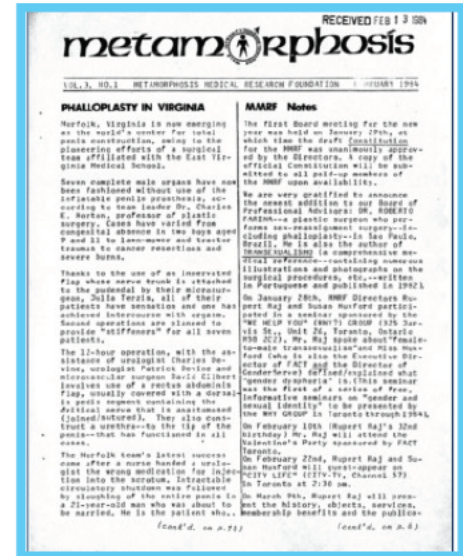 RECEIVED FEB 13 1984
metamorphosis
VOL.3, NO.1 METAMORPHOSIS MEDICAL RESEARCH FOUNDATION 1984
PHALLOPLASTY IN VIRGINIA
Norfolk, Virginia is now emerging
as the world's center for total
penis construction, owing to the
pioneering efforts of a surgical
team affiliated with the East Vir-
ginia Medical School.
Seven complete male organs have now
been fashioned without use of the
inflatable penis prosthesis, ac-
cording to team leader Dr. Charles
E. Horton, professor of plastic
surgery. Cases have varied from
congenital absence in two boys aged
9 and 11 to lawn-mower and tractor
traumas to cancer resections and
severe burns.
Thanks to the use of an innervated
flap whose nerve trunk is attached
to the pudendal by their microsur-
geon, Julia Terzis, all of their
patients have sensation and one has
achieved intercourse with orgasm.
Second operations are planned to
provide "stiffeners" for all seven
patients.
The 12-hour operation, with the as-
sistance of urologist Charles De-
vine, urologist Patrick Devine and
microvascular surgeon David Gilbert
involves use of a rectus abdominis
flap, usually covered with a dorsal-
is pedis segment containing the
digital nerve that is anastomosed
(joined/sutured). They also cons-
truct a urethra--to the tip of the
penis--that has functioned in all
cases.
The Norfolk team's latest success
came after a nurse handed a urolo-
gist the wrong medication for injec-
tion into the scrotum. Intractable
circulatory shutdown was followed
by sloughing of the entire penis in
a 21-year-old man who was about to
be married. He is the patient who..
(cont'd. on p.7)
MMRF Notes
The first Board meeting for the new
year was held on January 20th, at
which time the draft Constitution
for the MMRF was unanimously approv-
ed by the Directors. A copy of the
official Constitution will be sub-
mitted to all paid-up members of
the MMRF upon availability.
We are very gratified to announce
the newest addition to our Board of
Professional Advisors: DR. ROBERTO
FARINA--a plastic surgeon who per-
forms sex-reassignment surgery--in-
cluding phalloplasty--in Sao Paulo,
Brazil. He is also the author of
TRANSEXUALISMO (a comprehensive me-
dical reference--containing numerous
illustrations and photographs on the
surgical procedures, etc.--written
in Portuguese and published in 1982)
On January 28th, MMRF Directors Ru-
pert Raj and Susan Huxford partici-
pated in a seminar sponsored by the
"WE HELP YOU" (WHY?) GROUP (
Unit 26, Toronto, Ontario
). Mr. Raj spoke about "female-
to-male transsexualism" and Miss Hux-
ford (who is also the Executive Dir-
ector of FACT and the Director of
GenderServe) defined/explained what
"gender dysphoria" is. (This seminar
was the first of a series of free,
informative seminars on "gender and
sexual identity" to be presented by
the WHY GROUP in Toronto through 1984).
On February 10th (Rupert Raj's 32nd
birthday) Mr. Raj will attend the
Valentine's Party sponsored by FACT
Toronto.
On February 22nd, Rupert Raj and Su-
san Huxford will guest-appear on
"CITY LIFE" (CITY-TV, Channel 57)
in Toronto at 2:30 pm.
On March 9th, Rupert Raj will pres-
ent the history, objects, services,
membership benefits and the publica-
(cont'd. on p.6)